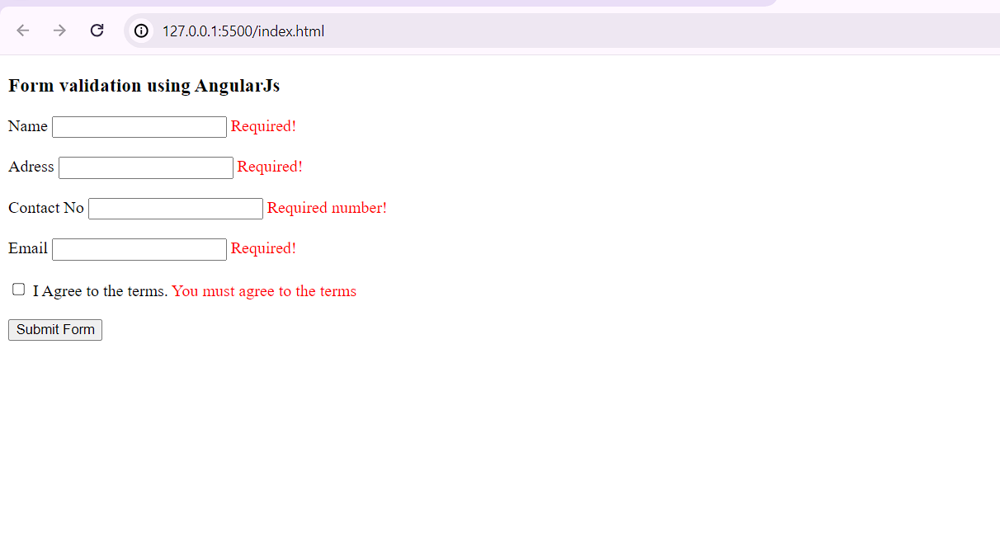 127.0.0.1:5500/index.html
Form validation using AngularJs
Name Required!
Adress Required!
Contact No Required number!
Email Required!
I Agree to the terms. You must agree to the terms
Submit Form